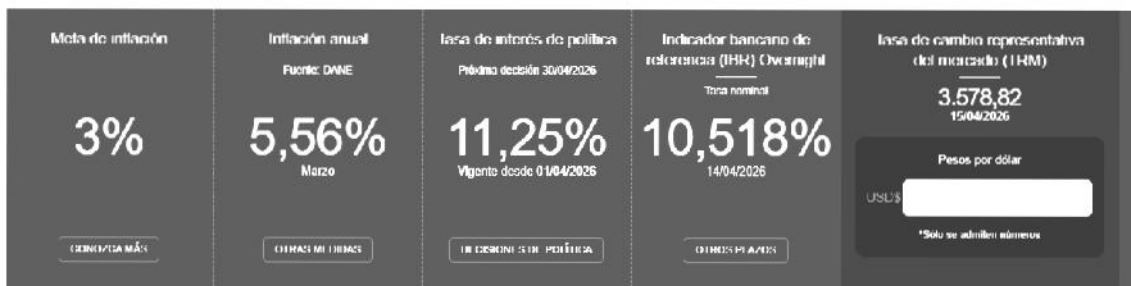 Meta de inflación
3%
CONOZCA MÁS
Inflación anual
Fuente: DANE
5,56%
Marzo
OTRAS MEDIDAS
Tasa de interés de política
Próxima decisión 30/04/2026
11,25%
Vigente desde 01/04/2026
DECISIONES DE POLÍTICA
Indicador bancario de
referencia (IBR) Overnight
Tasa nominal
10,518%
14/04/2026
OTROS PLAZOS
Tasa de cambio representativa
del mercado (TRM)
3.578,82
15/04/2026
Pesos por dólar
USD$
*Sólo se admiten números